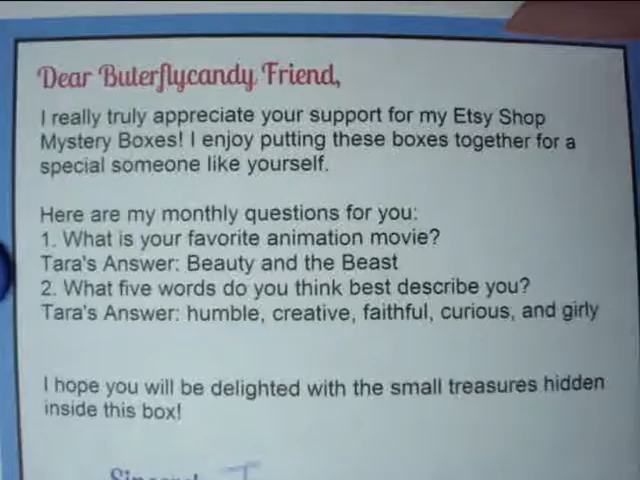 Dear Buterflycandy Friend,
I really truly appreciate your support for my Etsy Shop
Mystery Boxes! I enjoy putting these boxes together for a
special someone like yourself.
Here are my monthly questions for you:
1. What is your favorite animation movie?
Tara's Answer: Beauty and the Beast
2. What five words do you think best describe you?
Tara's Answer: humble, creative, faithful, curious, and girly
I hope you will be delighted with the small treasures hidden
inside this box!